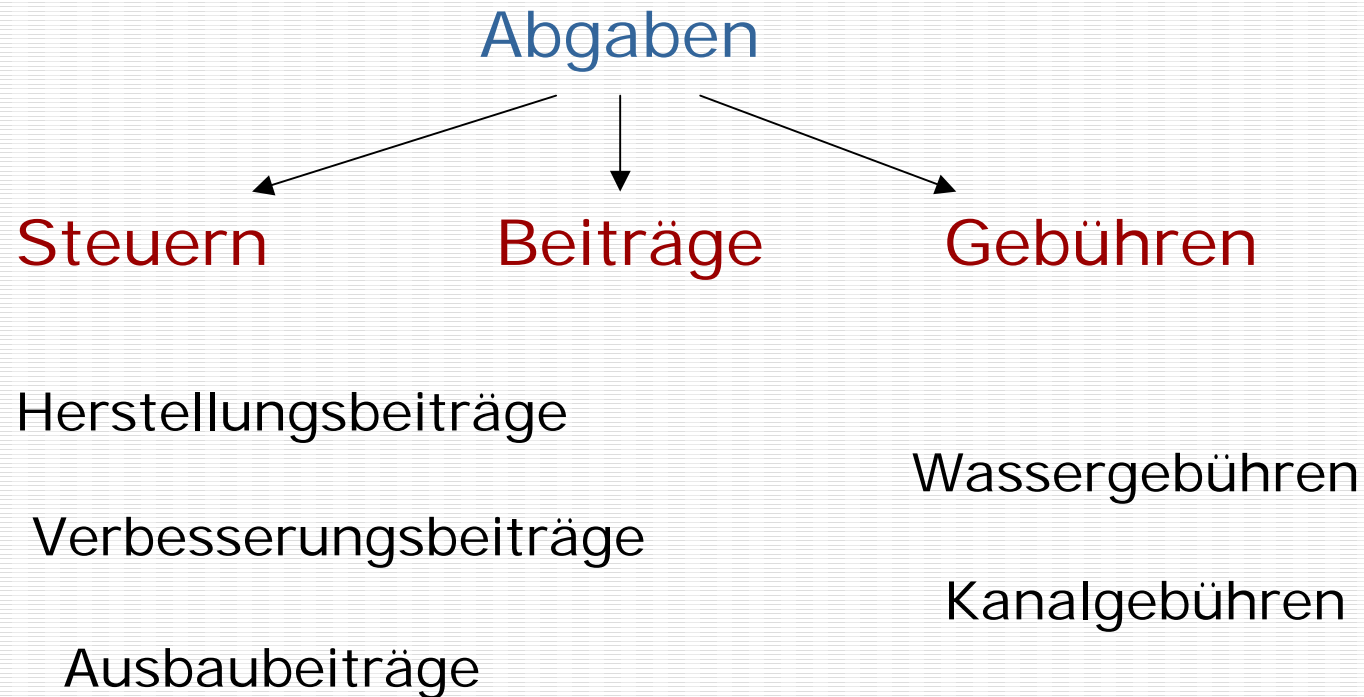 Abgaben
Steuern Beiträge Gebühren
Herstellungsbeiträge
Wassergebühren
Verbesserungsbeiträge
Kanalgebühren
Ausbaubeiträge